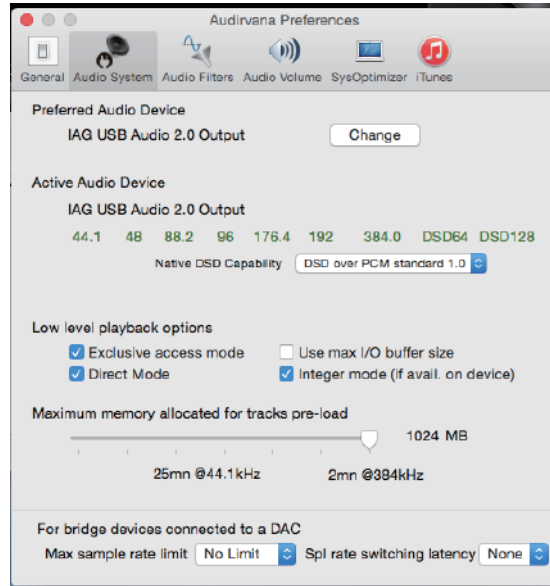 Audirvana Preferences
General Audio System Audio Filters Audio Volume SysOptimizer iTunes
Preferred Audio Device
IAG USB Audio 2.0 Output Change
Active Audio Device
IAG USB Audio 2.0 Output
44.1 48 88.2 96 176.4 192 384.0 DSD64 DSD128
Native DSD Capability DSD over PCM standard 1.0
Low level playback options
Exclusive access mode Use max I/O buffer size
Direct Mode Integer mode (if avail. on device)
Maximum memory allocated for tracks pre-load
1024 MB
25mn @44.1kHz 2mn @384kHz
For bridge devices connected to a DAC
Max sample rate limit No Limit Spl rate switching latency None